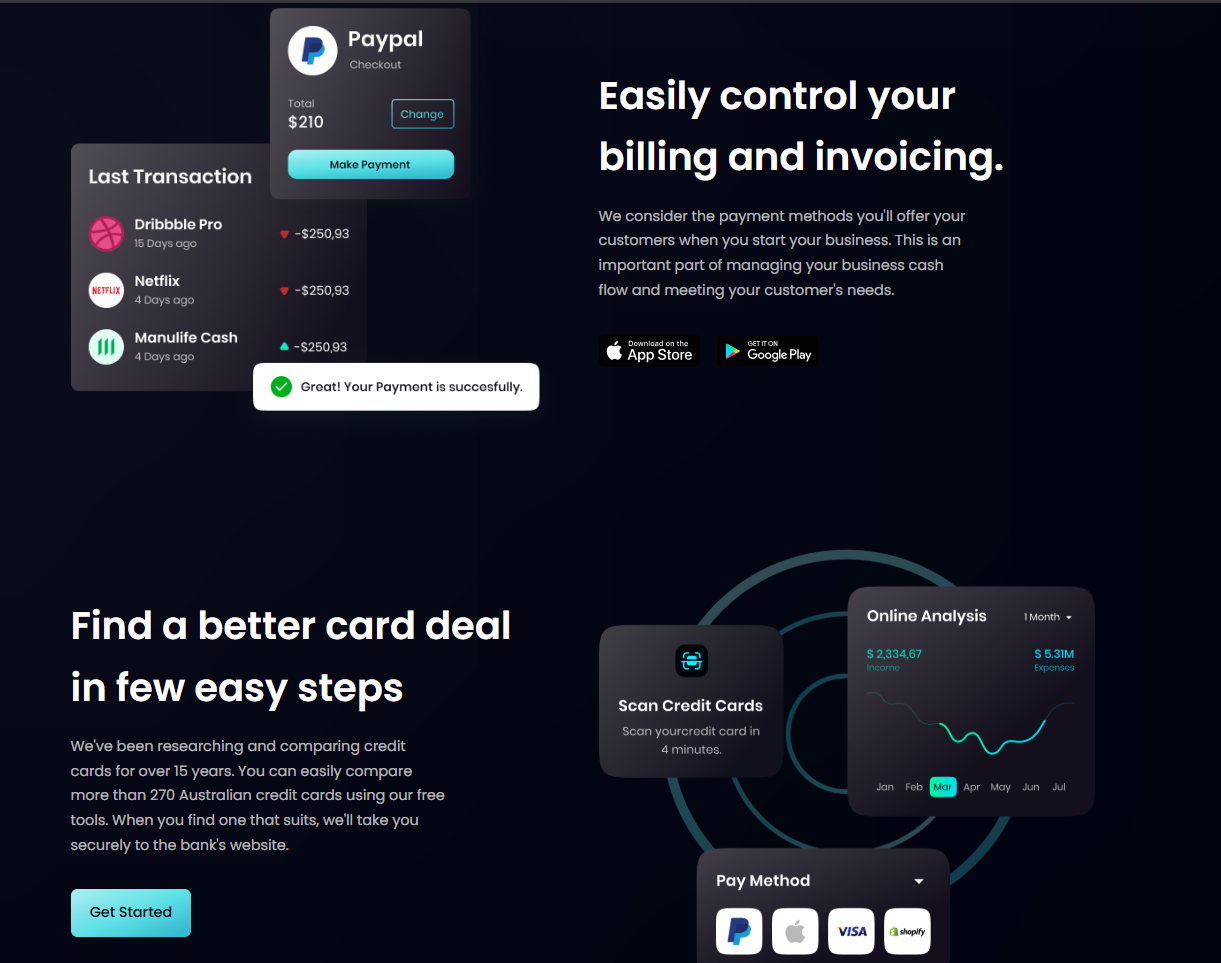 Paypal
Checkout
Total
$210
Change
Make Payment
Last Transaction
Dribbble Pro
15 Days ago
-$250,93
NETFLIX
Netflix
4 Days ago
-$250,93
Manulife Cash
4 Days ago
-$250,93
Great! Your Payment is succesfully.
Easily control your
billing and invoicing.
We consider the payment methods you'll offer your
customers when you start your business. This is an
important part of managing your business cash
flow and meeting your customer's needs.
Download on the
App Store
GET IT ON
Google Play
Find a better card deal
in few easy steps
We've been researching and comparing credit
cards for over 15 years. You can easily compare
more than 270 Australian credit cards using our free
tools. When you find one that suits, we'll take you
securely to the bank's website.
Get Started
Scan Credit Cards
Scan yourcredit card in
4 minutes.
Online Analysis
1 Month
$ 2,334,67
Income
$ 5.31M
Expenses
Jan Feb Mar Apr May Jun Jul
Pay Method
VISA
shopify